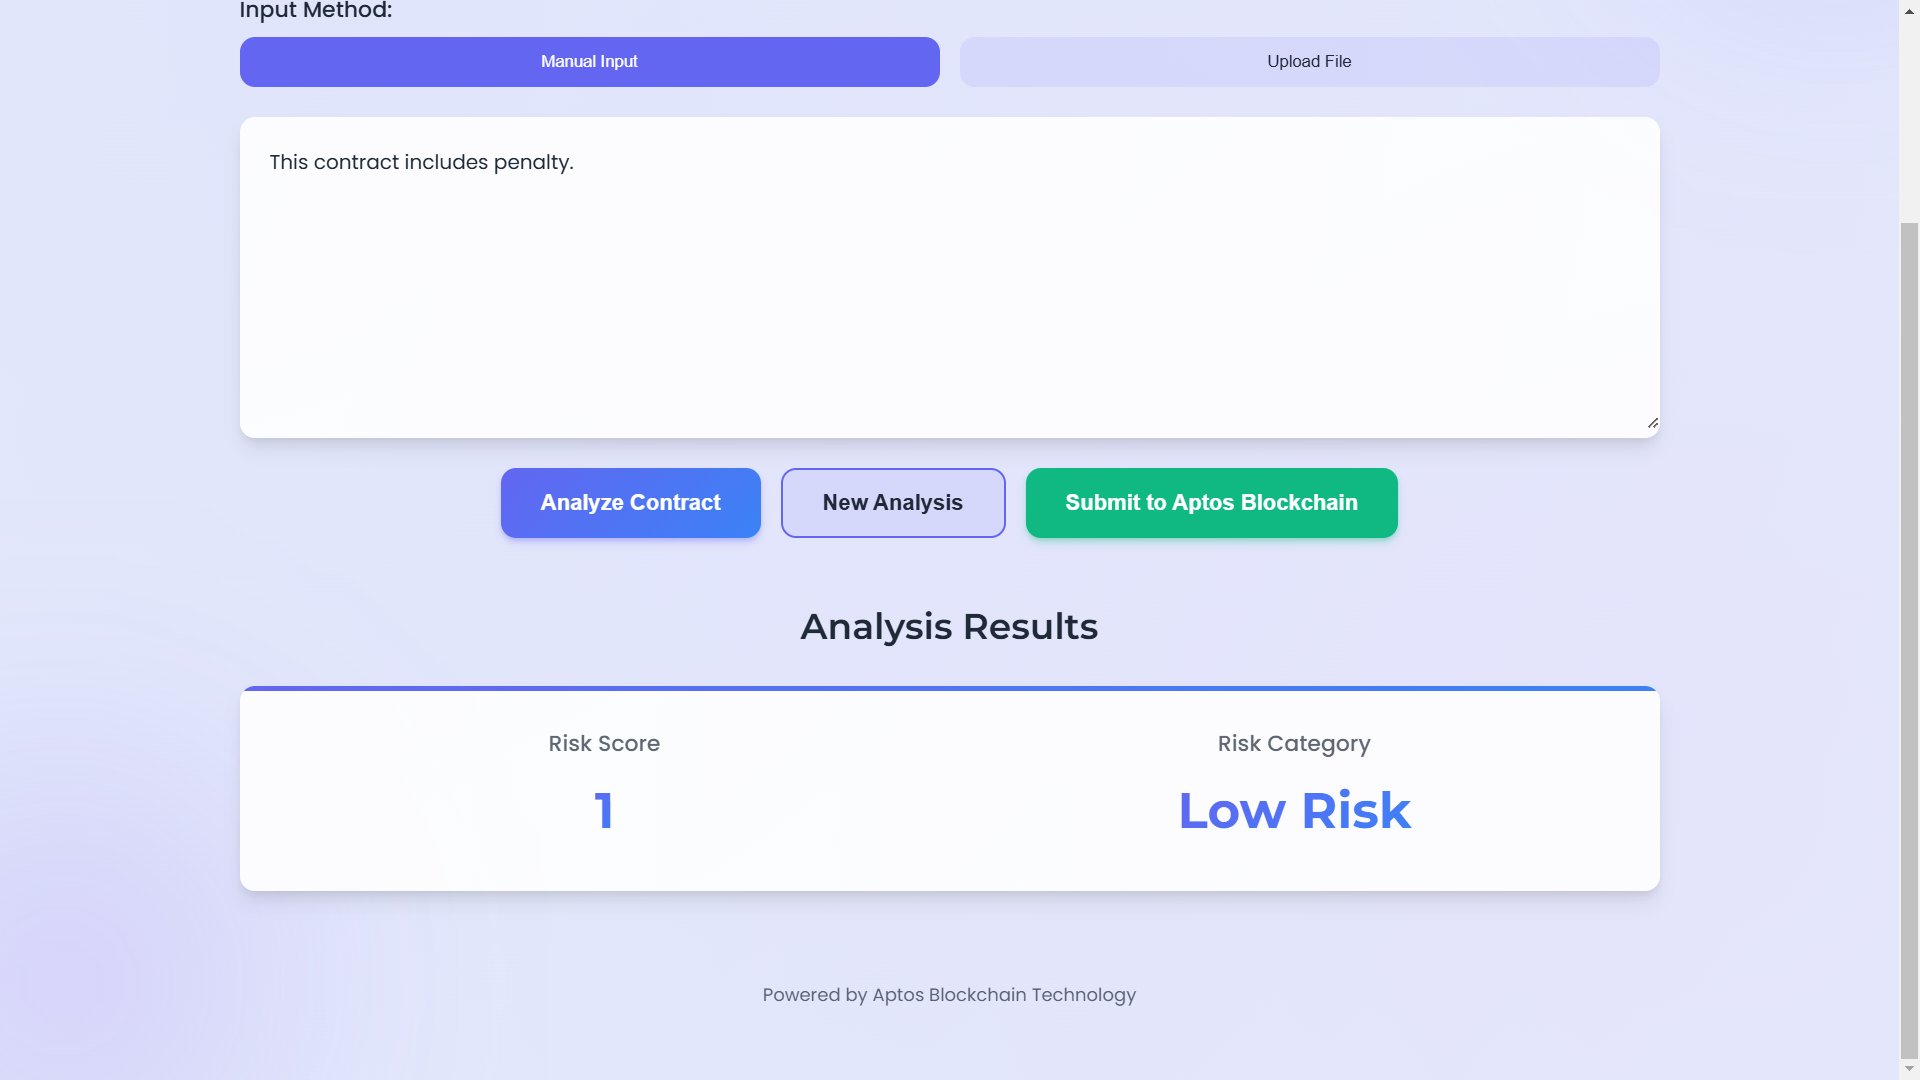 Input Method:
Manual Input
Upload File
This contract includes penalty.
Analyze Contract
New Analysis
Submit to Aptos Blockchain
Analysis Results
Risk Score
Risk Category
1
Low Risk
Powered by Aptos Blockchain Technology